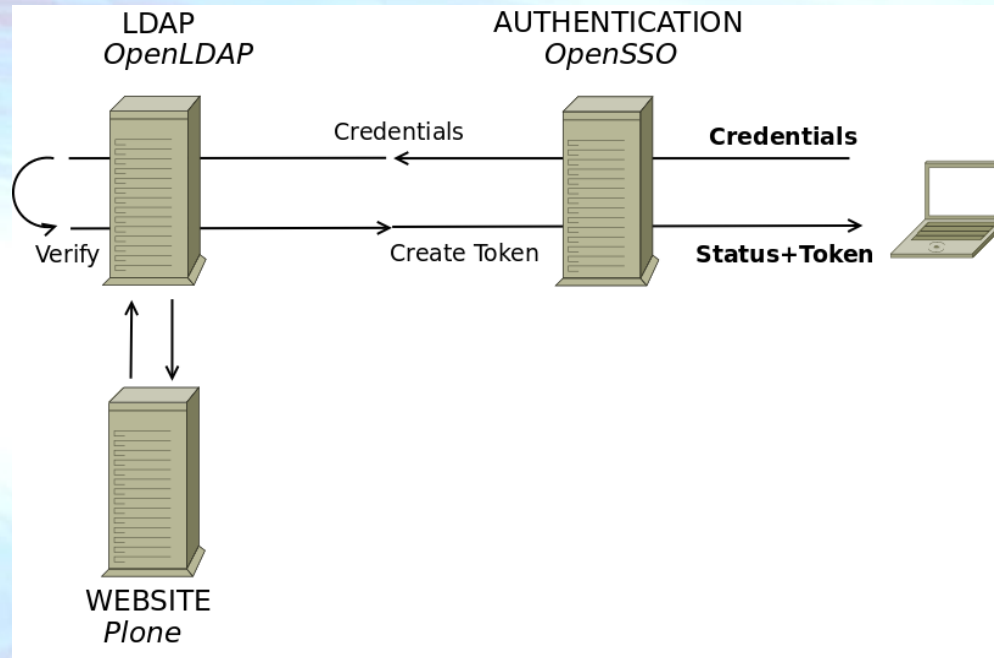 LDAP
OpenLDAP
AUTHENTICATION
OpenSSO
Credentials
Credentials
Verify
Create Token
Status+Token
WEBSITE
Plone